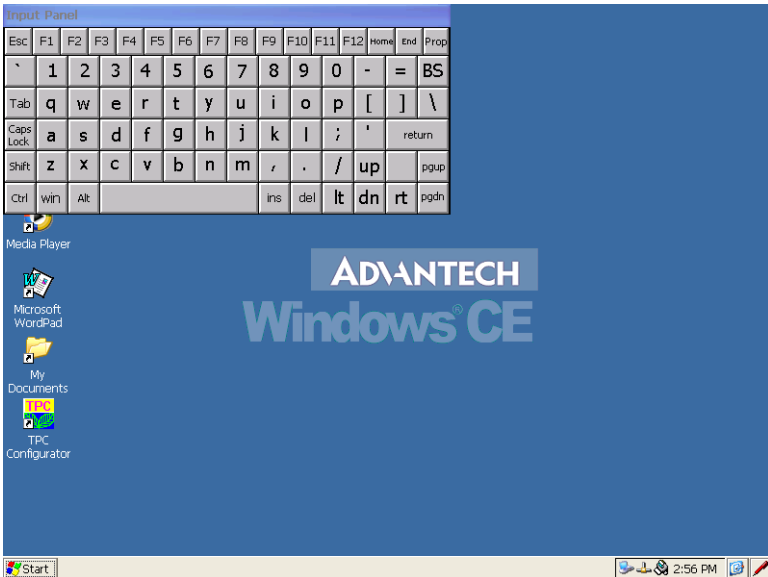 Input Panel
Esc F1 F2 F3 F4 F5 F6 F7 F8 F9 F10 F11 F12 Home End Prop
` 1 2 3 4 5 6 7 8 9 0 - = BS
Tab q w e r t y u i o p [ ] \
Caps Lock a s d f g h j k l ; ' return
Shift z x c v b n m , . / up pgup
Ctrl win Alt ins del lt dn rt pgdn
Media Player
Microsoft
WordPad
My
Documents
TPC
TPC
Configurator
ADVANTECH
Windows® CE
Start
2:56 PM